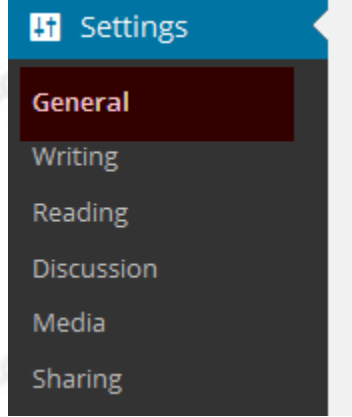 Settings
General
Writing
Reading
Discussion
Media
Sharing